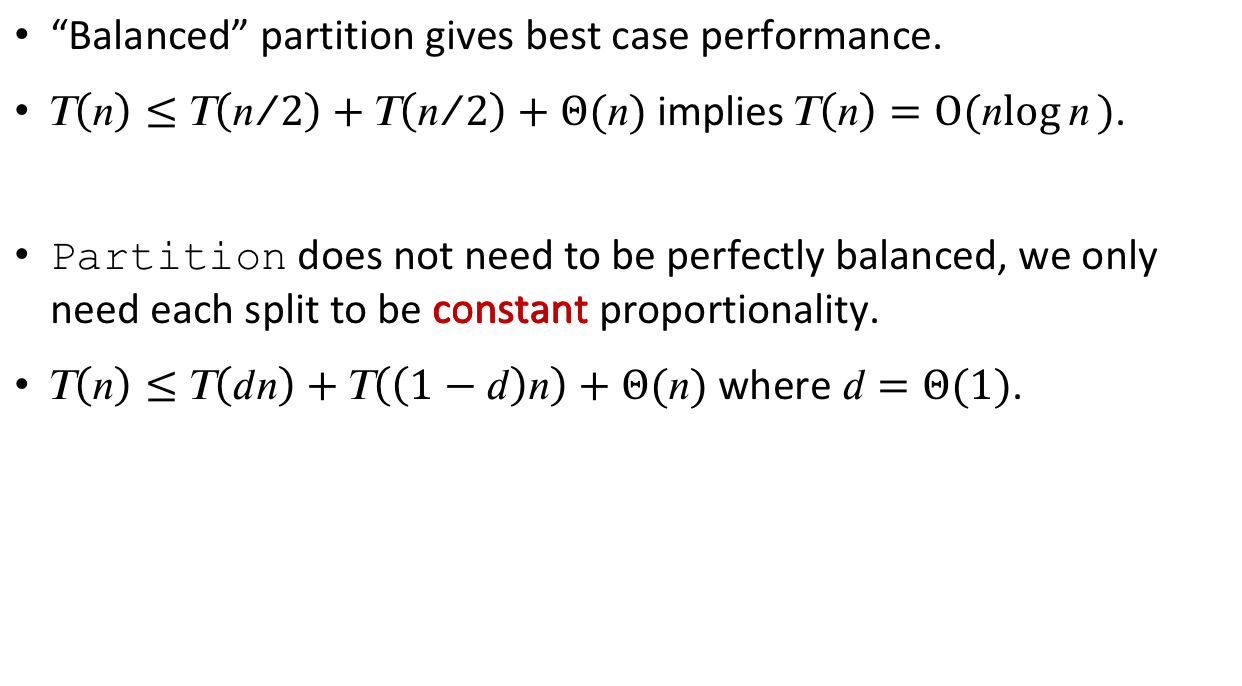 • “Balanced” partition gives best case performance.
• T(n) ≤ T(n/2) + T(n/2) + Θ(n) implies T(n) = O(nlog n ).
• Partition does not need to be perfectly balanced, we only
need each split to be constant proportionality.
• T(n) ≤ T(dn) + T((1 − d)n) + Θ(n) where d = Θ(1).